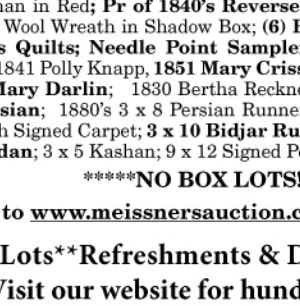 nan in Red; Pr of 1840's Reverse
Wool Wreath in Shadow Box; (6)
s Quilts; Needle Point Sampler
1841 Polly Knapp, 1851 Mary Criss
Mary Darlin; 1830 Bertha Reckne
sian; 1880's 3 x 8 Persian Runner
h Signed Carpet; 3 x 10 Bidjar Ru
dan; 3 x 5 Kashan; 9 x 12 Signed Pe
*****NO BOX LOTS!
to www.meissnersauction.c
Lots**Refreshments & D
Visit our website for hund